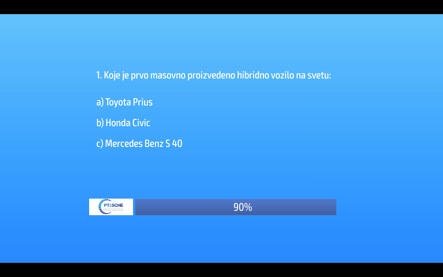 1. Koje je prvo masovno proizvedeno hibridno vozilo na svetu:
a) Toyota Prius
b) Honda Civic
c) Mercedes Benz S 40
90%